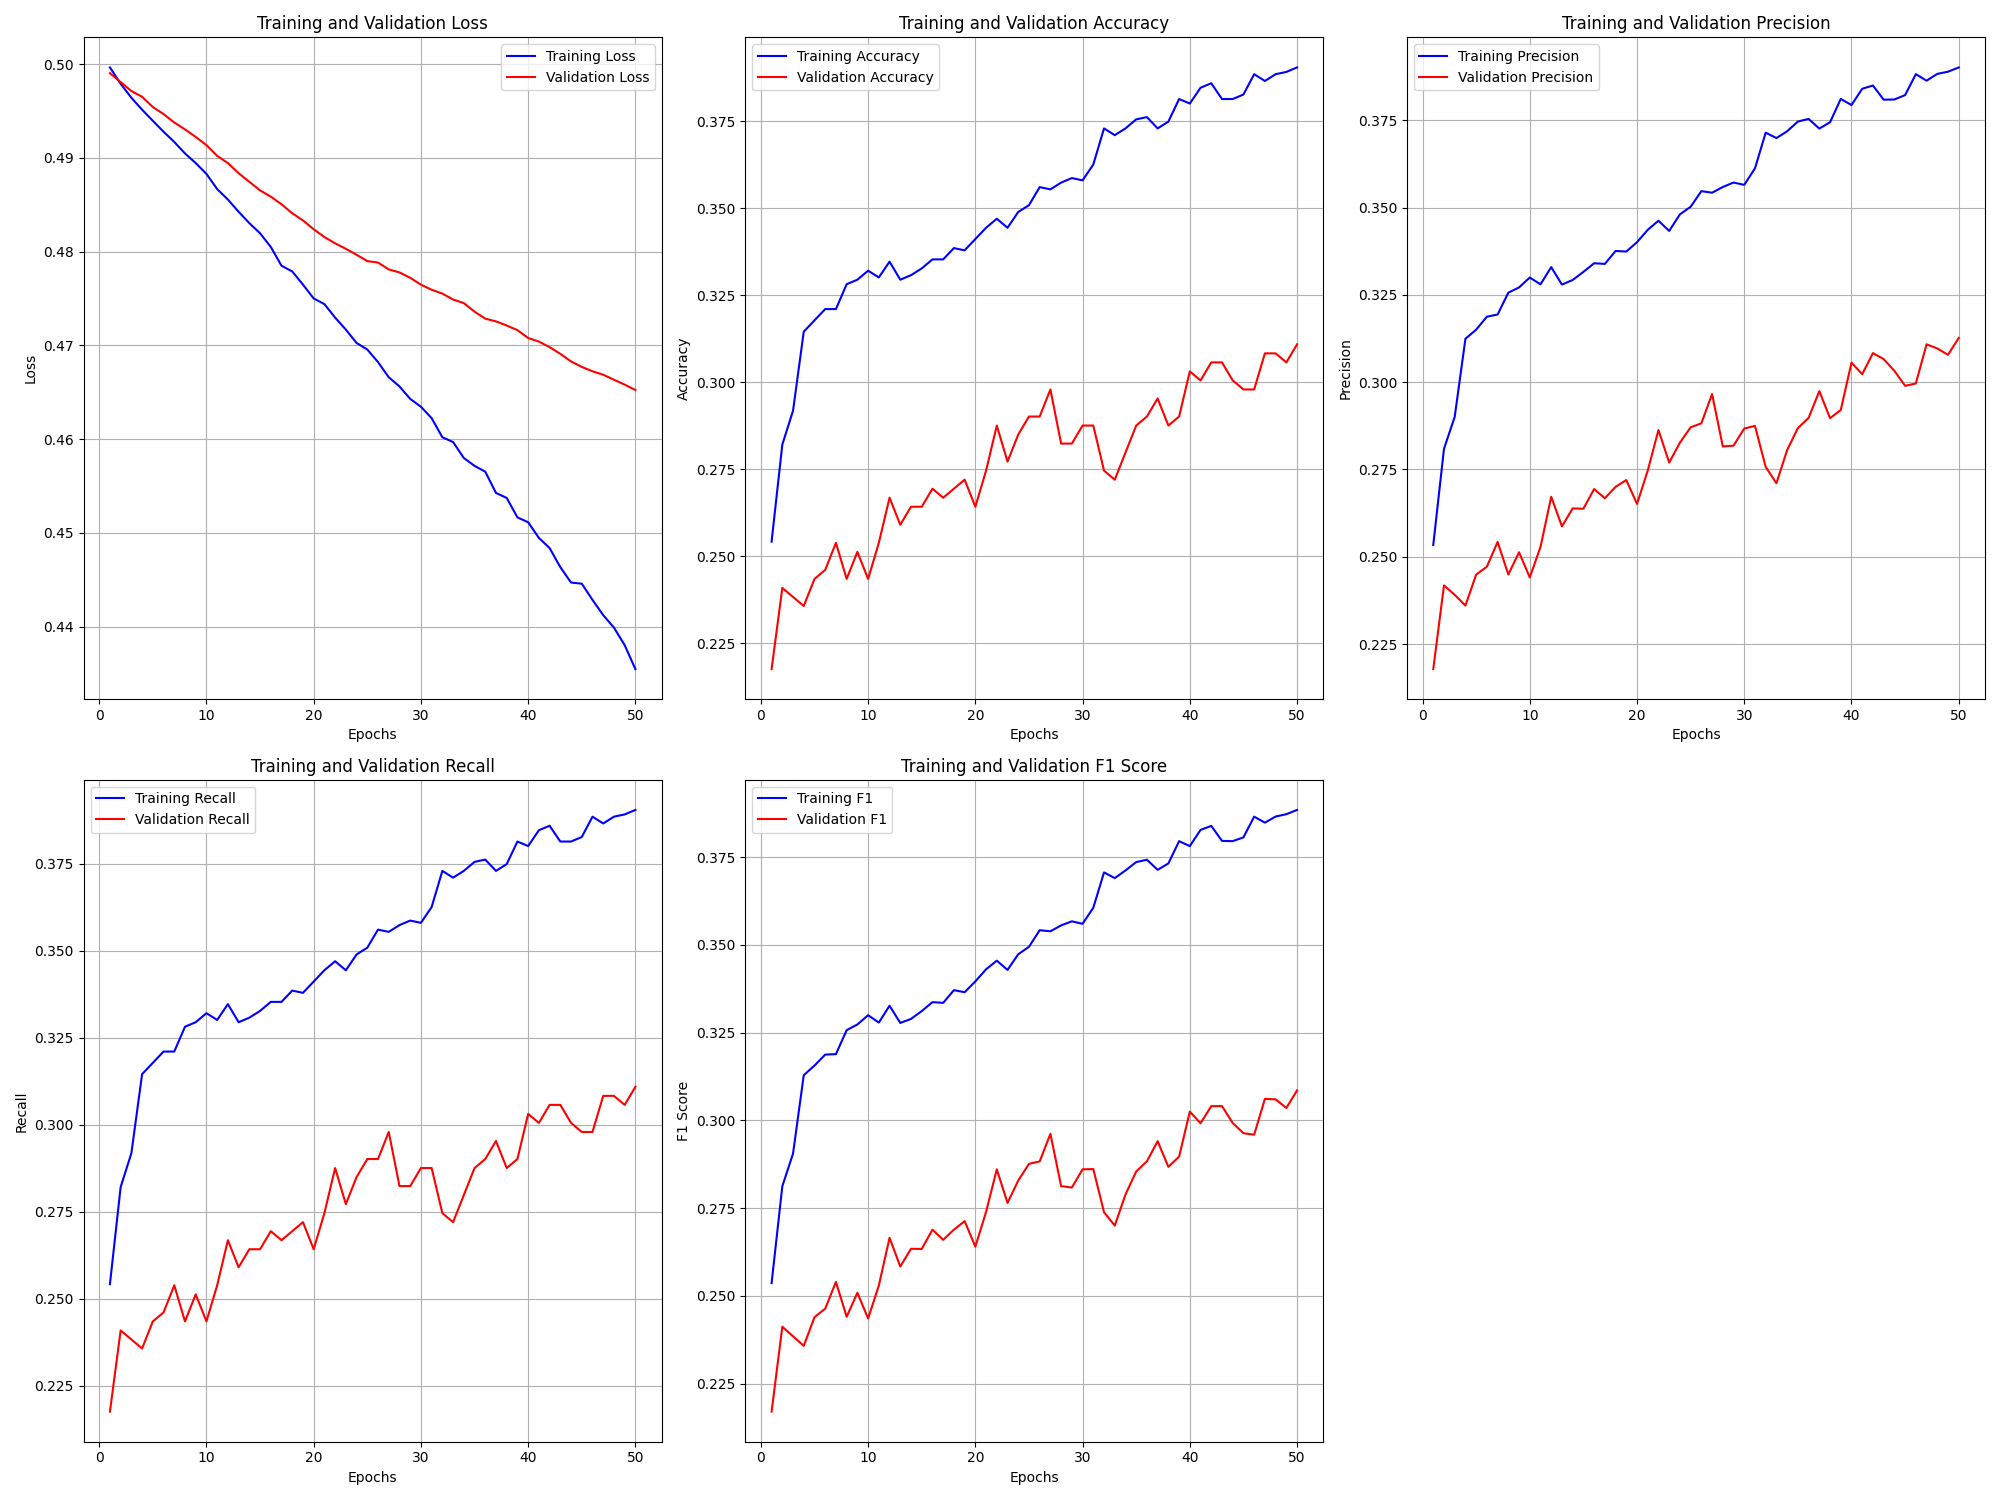 Training and Validation Loss
Training Loss
Validation Loss
0.50
0.49
0.48
0.47
0.46
0.45
0.44
Loss
0 10 20 30 40 50
Epochs
Training and Validation Accuracy
Training Accuracy
Validation Accuracy
0.375
0.350
0.325
0.300
0.275
0.250
0.225
Accuracy
0 10 20 30 40 50
Epochs
Training and Validation Precision
Training Precision
Validation Precision
0.375
0.350
0.325
0.300
0.275
0.250
0.225
Precision
0 10 20 30 40 50
Epochs
Training and Validation Recall
Training Recall
Validation Recall
0.375
0.350
0.325
0.300
0.275
0.250
0.225
Recall
0 10 20 30 40 50
Epochs
Training and Validation F1 Score
Training F1
Validation F1
0.375
0.350
0.325
0.300
0.275
0.250
0.225
F1 Score
0 10 20 30 40 50
Epochs